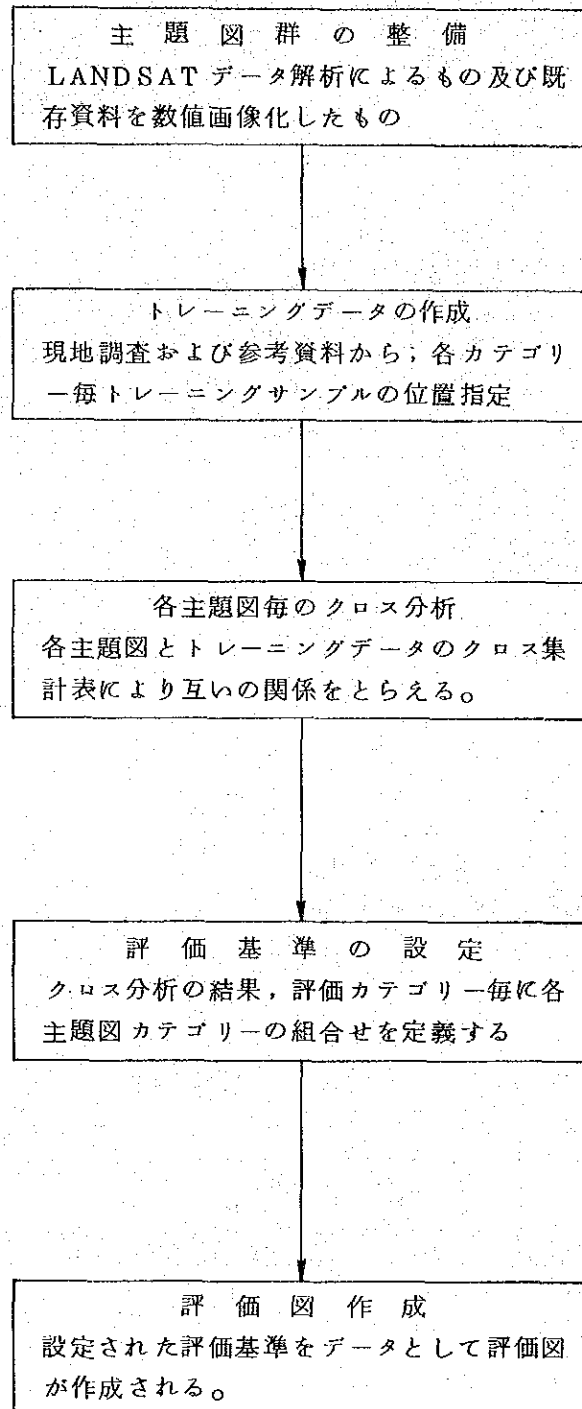 主題図群の整備
LANDSATデータ解析によるもの及び既
存資料を数値画像化したもの
トレーニングデータの作成
現地調査および参考資料から,各カテゴリ
ー毎トレーニングサンプルの位置指定
各主題図毎のクロス分析
各主題図とトレーニングデータのクロス集
計表により互いの関係をとらえる。
評価基準の設定
クロス分析の結果,評価カテゴリー毎に各
主題図カテゴリーの組合せを定義する
評価図作成
設定された評価基準をデータとして評価図
が作成される。